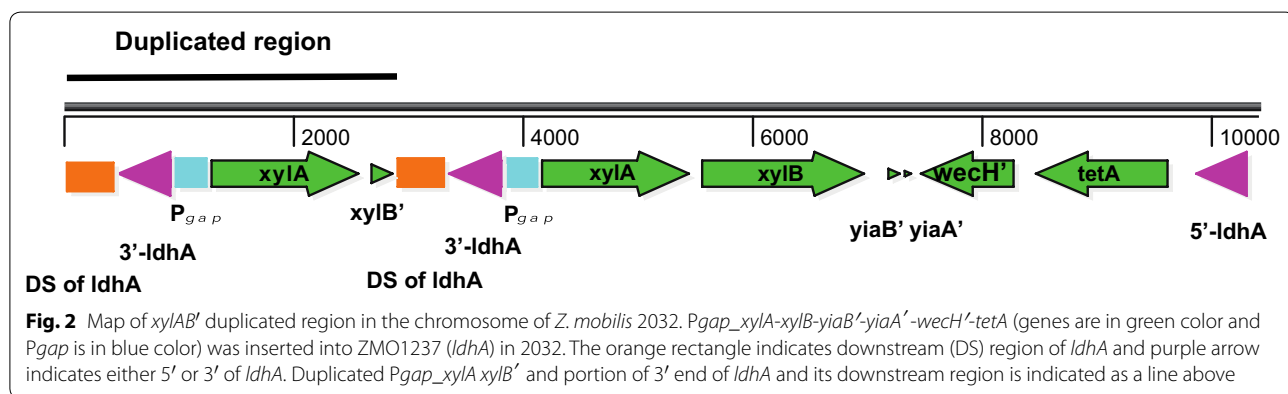 Duplicated region
2000 4000 6000 8000 10000
xylA xylA xylB wecH’ tetA
Pgap xylB’ Pgap yiaB’ yiaA’ 5’-ldhA
3’-ldhA 3’-ldhA
DS of ldhA DS of ldhA
Fig. 2 Map of xylAB′ duplicated region in the chromosome of Z. mobilis 2032. Pgap_xylA-xylB-yiaB′-yiaA′-wecH′-tetA (genes are in green color and
Pgap is in blue color) was inserted into ZMO1237 (ldhA) in 2032. The orange rectangle indicates downstream (DS) region of ldhA and purple arrow
indicates either 5′ or 3′ of ldhA. Duplicated Pgap_xylA xylB′ and portion of 3′ end of ldhA and its downstream region is indicated as a line above